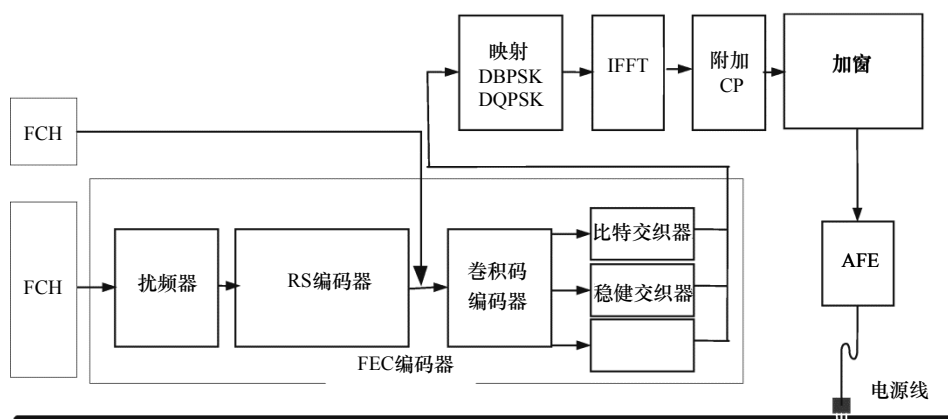 映射
DBPSK
DQPSK
IFFT
附加
CP
加窗
FCH
FCH
扰频器
RS编码器
卷积码
编码器
比特交织器
稳健交织器
FEC编码器
AFE
电源线